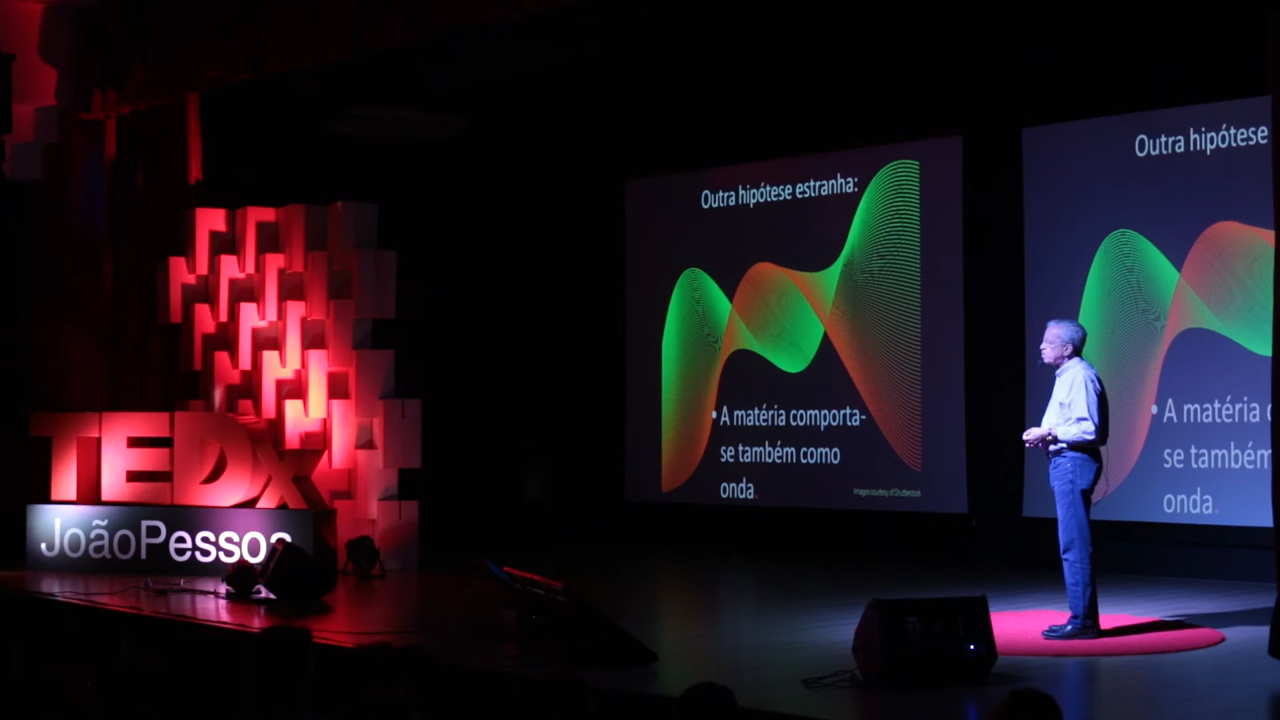 TEDx
JoãoPessoa
Outra hipótese estranha:
• A matéria comporta-
se também como
onda.
Images courtesy of Shutterstock
Outra hipótese
• A matéria
se também
onda.